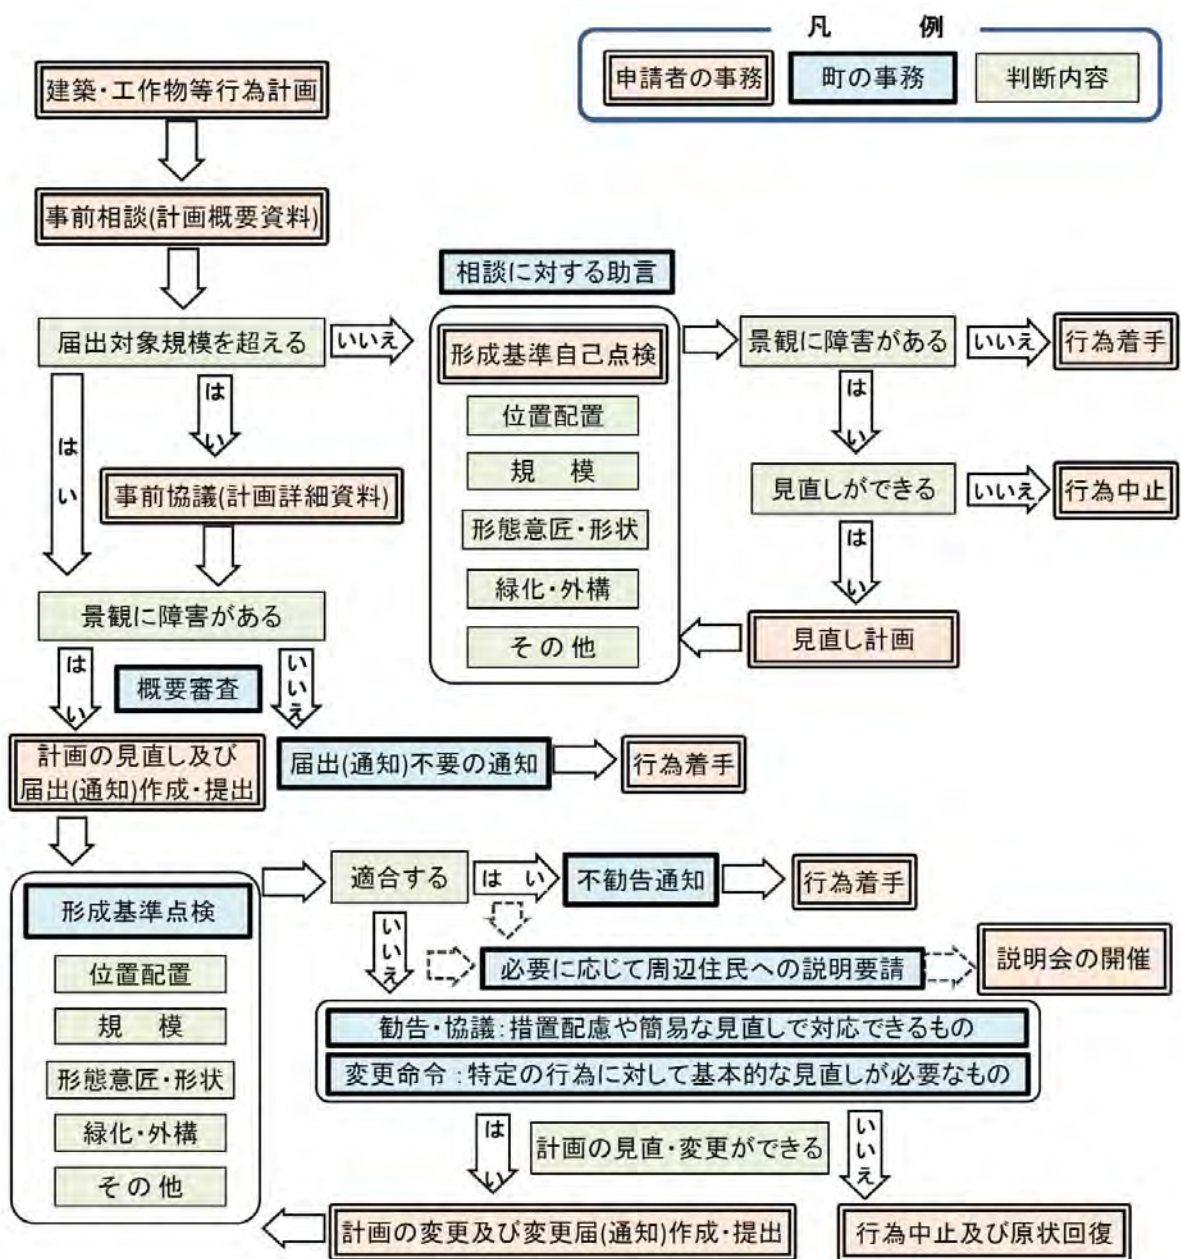 凡　例
申請者の事務
町の事務
判断内容
建築・工作物等行為計画
事前相談(計画概要資料)
届出対象規模を超える
いいえ
はい
はい
事前協議(計画詳細資料)
相談に対する助言
形成基準自己点検
位置配置
規　模
形態意匠・形状
緑化・外構
その他
景観に障害がある
いいえ
行為着手
はい
見直しができる
いいえ
行為中止
はい
見直し計画
景観に障害がある
はい
概要審査
いいえ
計画の見直し及び
届出(通知)作成・提出
届出(通知)不要の通知
行為着手
形成基準点検
位置配置
規　模
形態意匠・形状
緑化・外構
その他
適合する
はい
不勧告通知
行為着手
いいえ
必要に応じて周辺住民への説明要請
説明会の開催
勧告・協議：措置配慮や簡易な見直しで対応できるもの
変更命令：特定の行為に対して基本的な見直しが必要なもの
はい
計画の見直・変更ができる
いいえ
計画の変更及び変更届(通知)作成・提出
行為中止及び原状回復